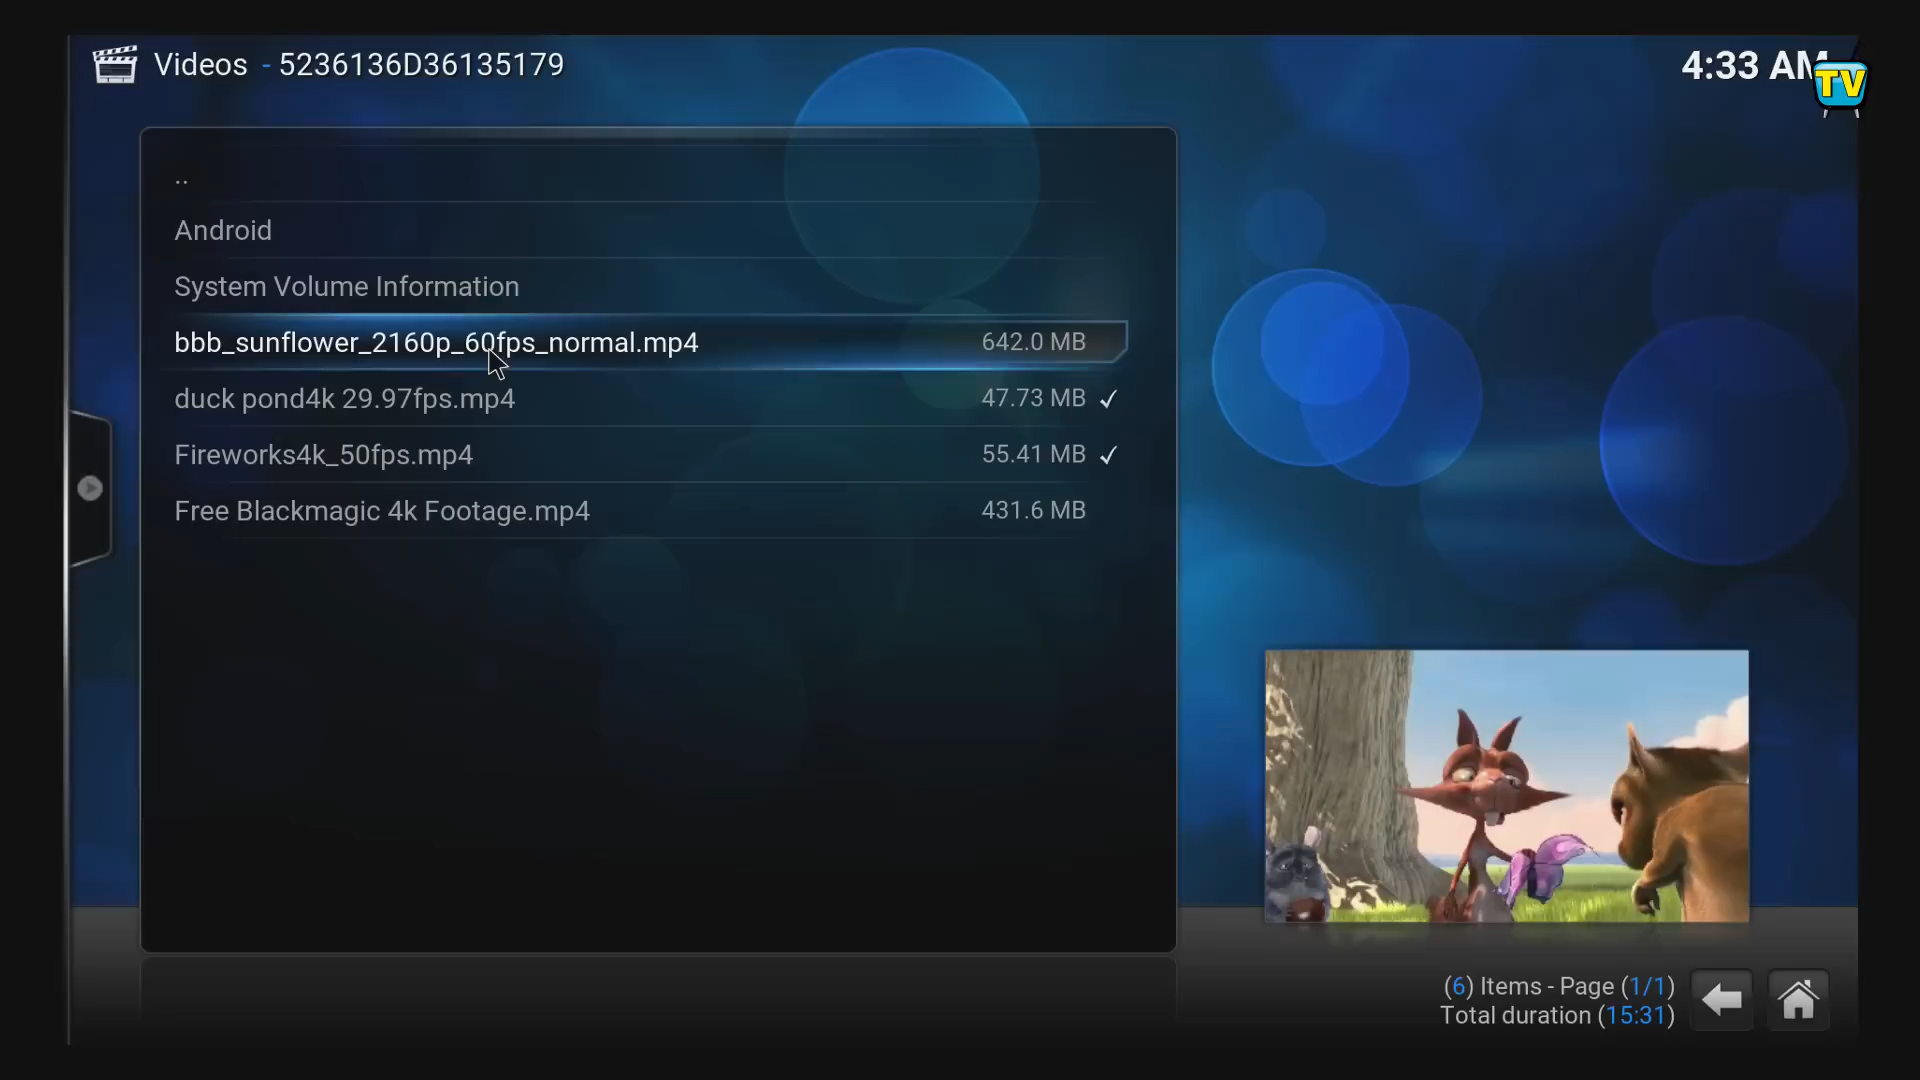 Videos - 5236136D36135179
4:33 AM
TV
..
Android
System Volume Information
bbb_sunflower_2160p_60fps_normal.mp4 642.0 MB
duck pond4k 29.97fps.mp4 47.73 MB ✓
Fireworks4k_50fps.mp4 55.41 MB ✓
Free Blackmagic 4k Footage.mp4 431.6 MB
(6) Items - Page (1/1)
Total duration (15:31)